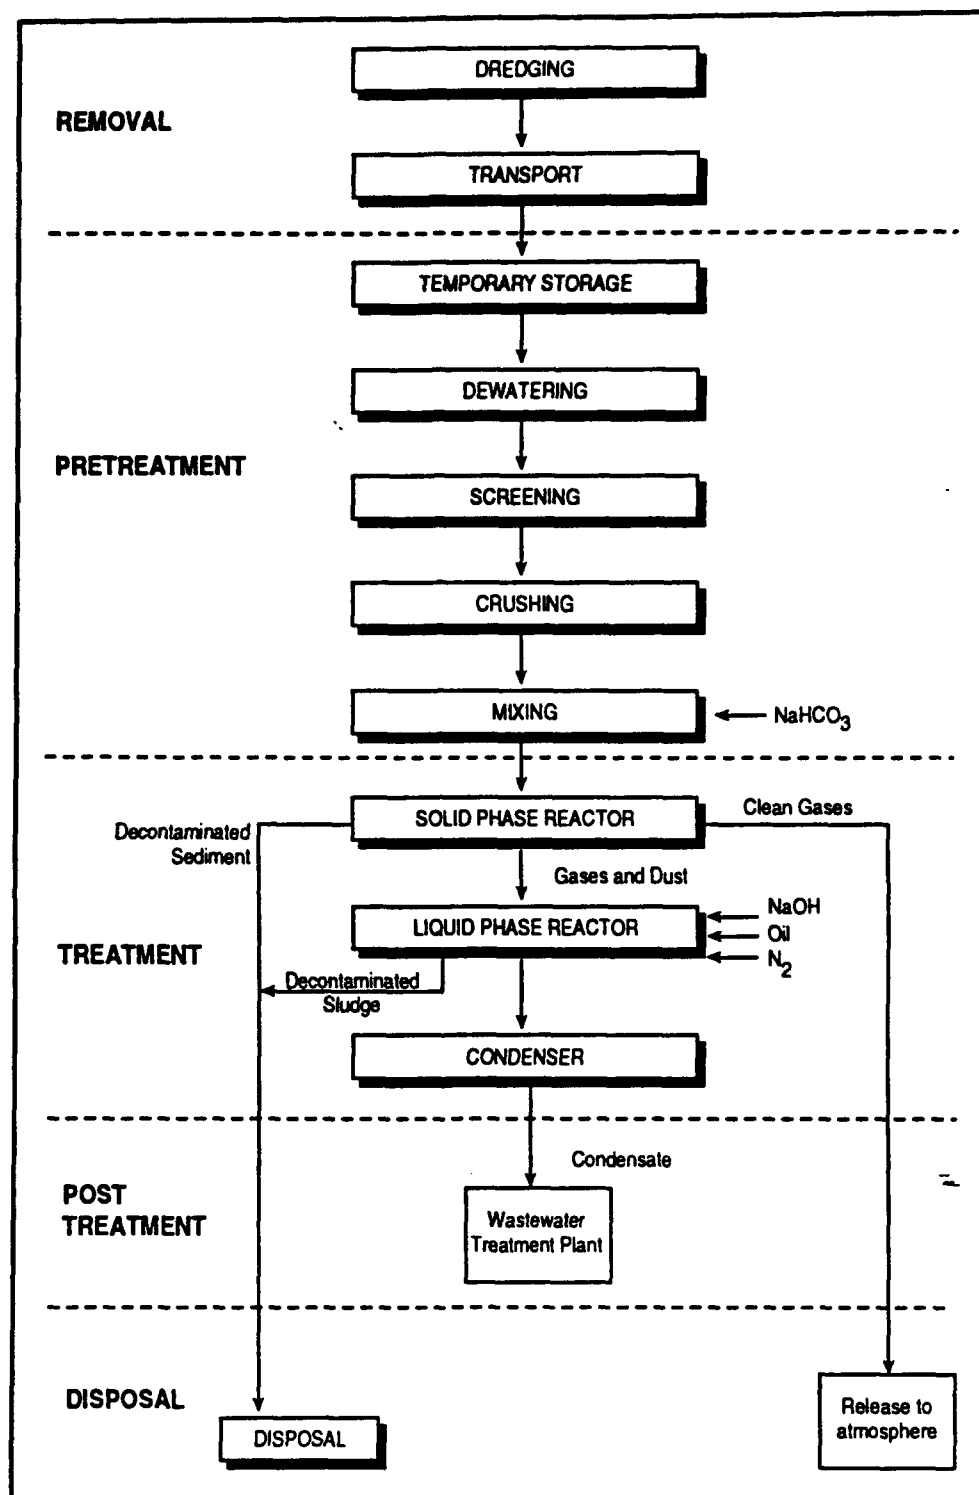 DREDGING
REMOVAL
TRANSPORT
TEMPORARY STORAGE
DEWATERING
PRETREATMENT
SCREENING
CRUSHING
MIXING
NaHCO3
SOLID PHASE REACTOR
Clean Gases
Decontaminated
Sediment
Gases and Dust
NaOH
LIQUID PHASE REACTOR
Oil
TREATMENT
N2
Decontaminated
Sludge
CONDENSER
Condensate
POST
TREATMENT
Wastewater
Treatment Plant
DISPOSAL
Release to
atmosphere
DISPOSAL